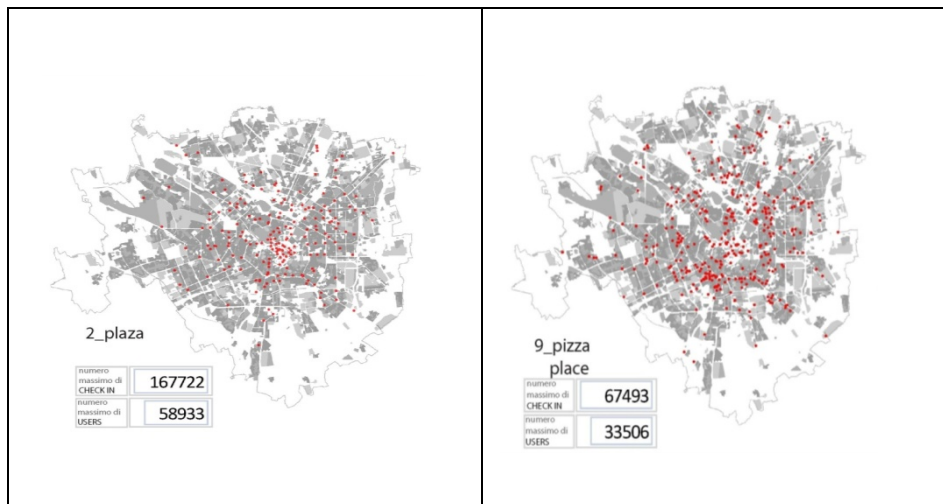 2_plaza
numero
massimo di
CHECK IN
167722
numero
massimo di
USERS
58933
9_pizza
place
numero
massimo di
CHECK IN
67493
numero
massimo di
USERS
33506